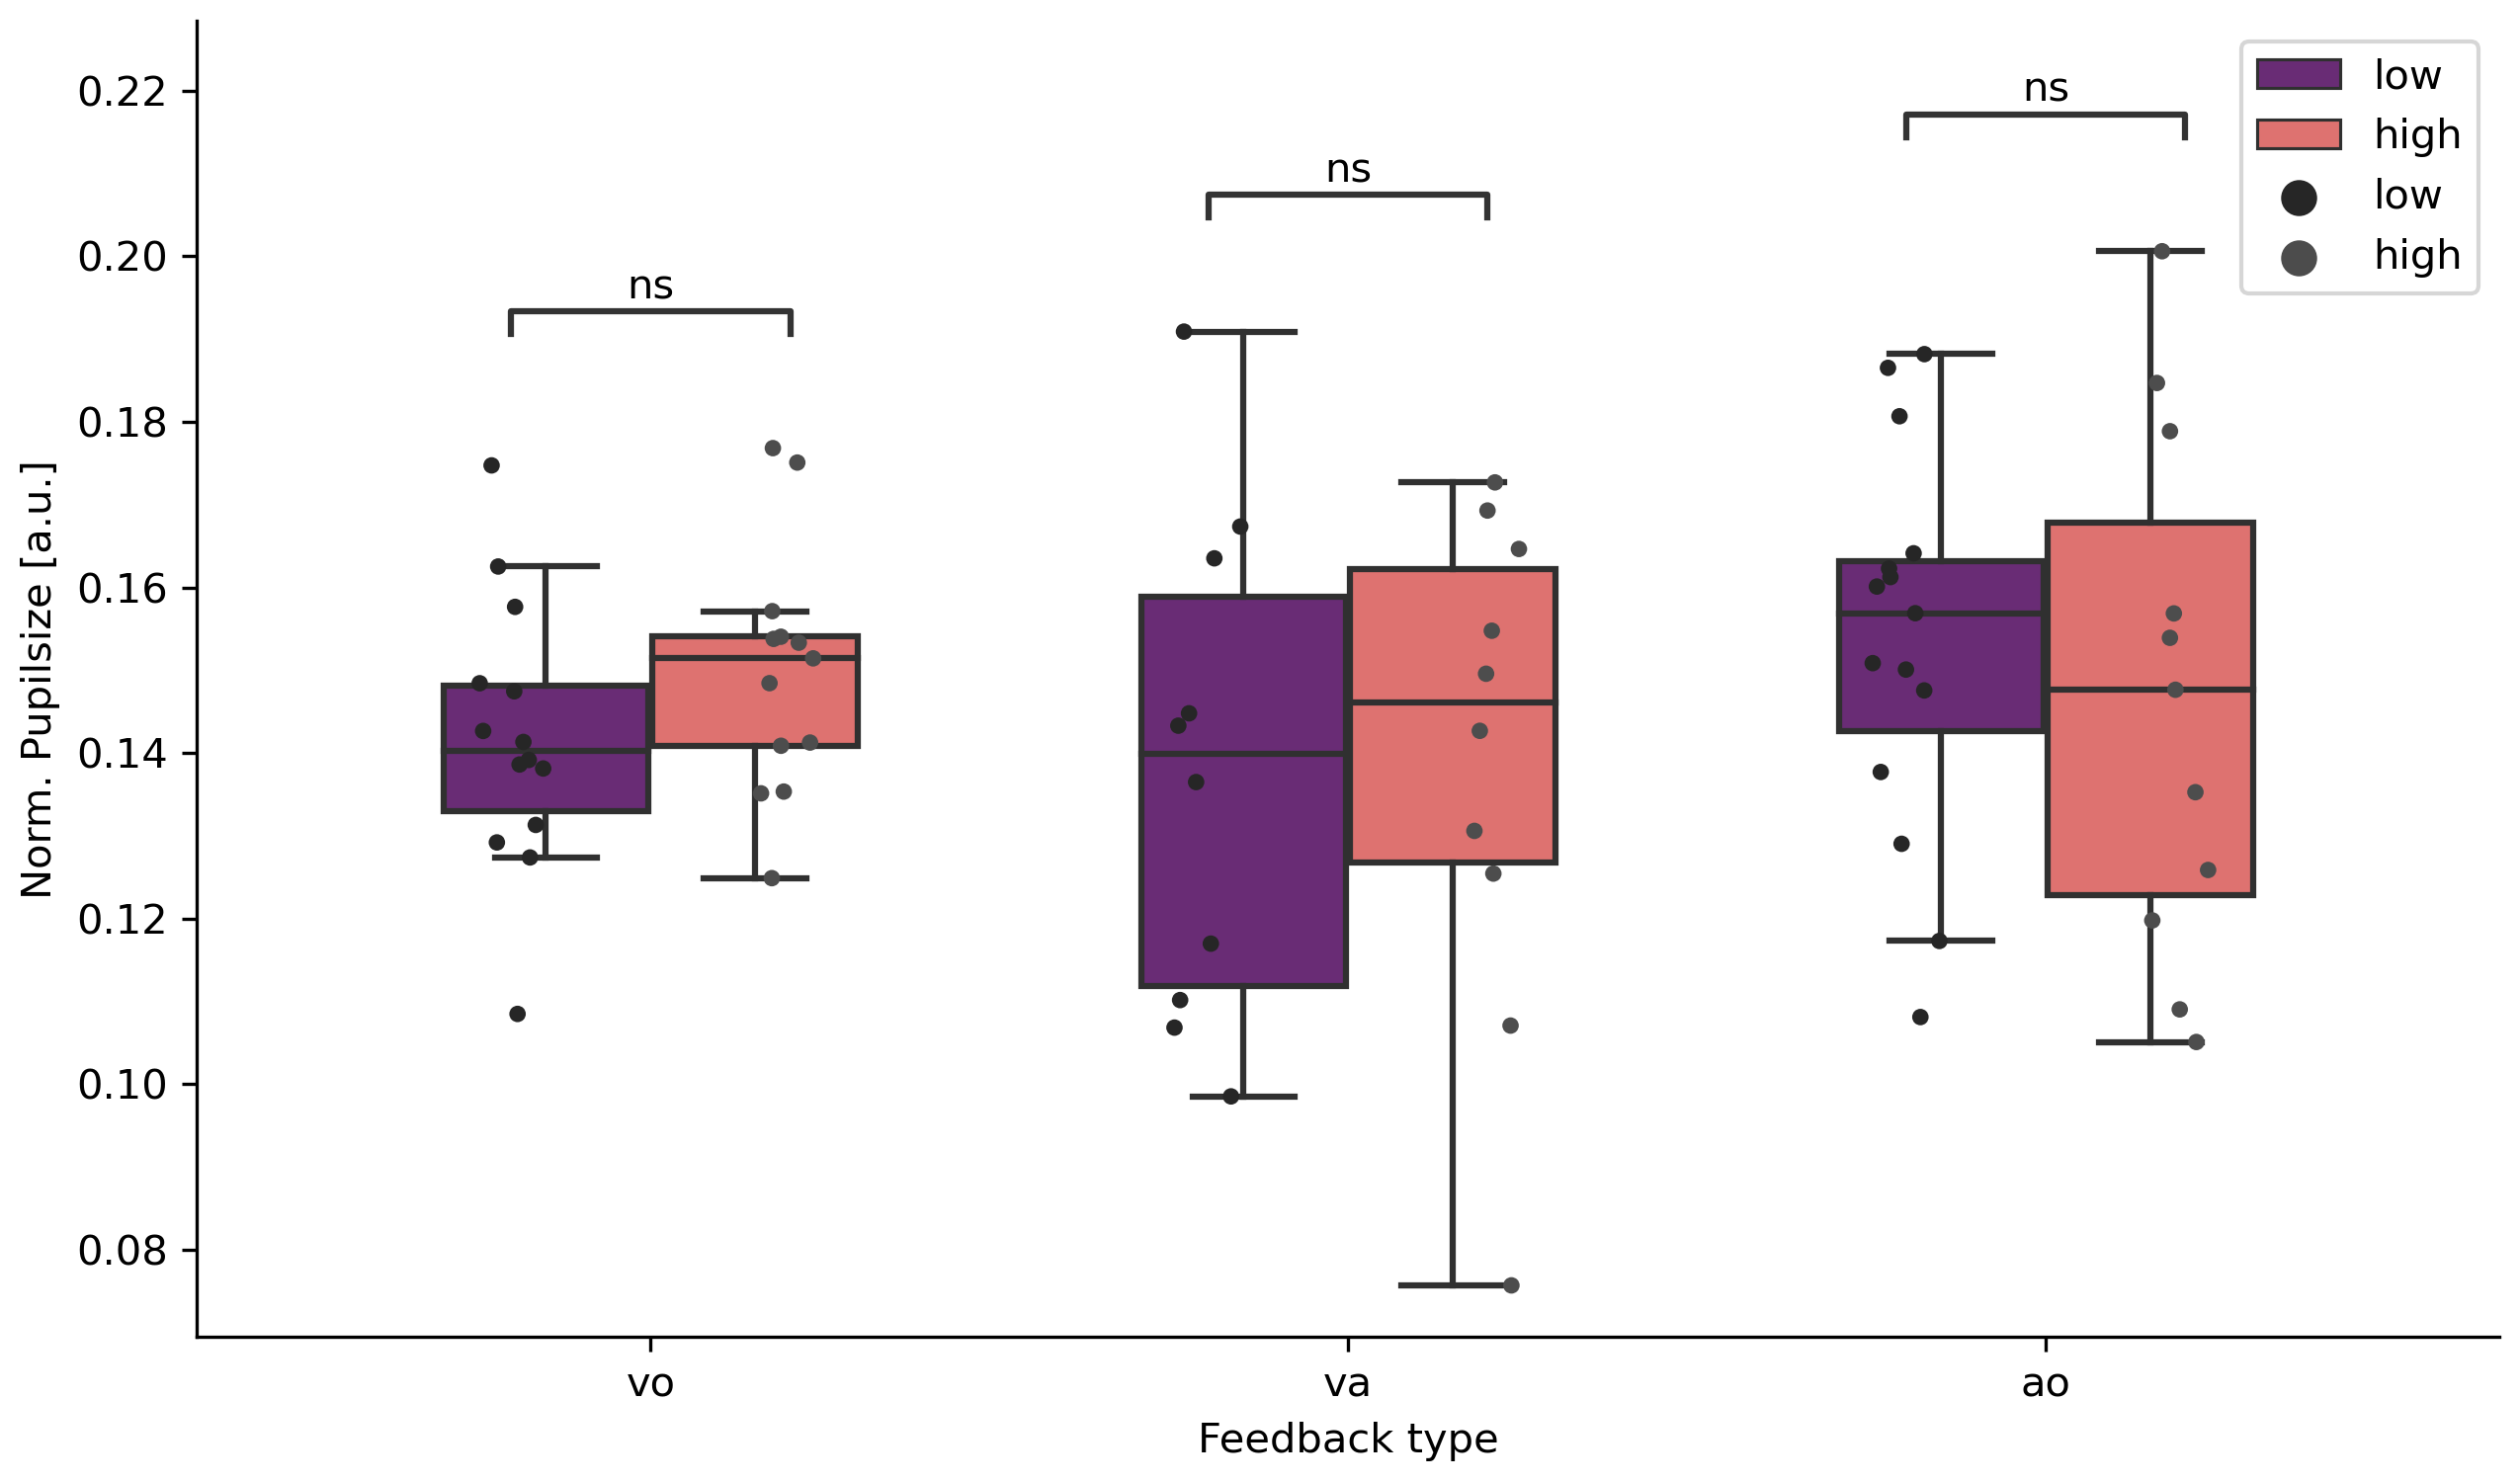 Norm. Pupilsize [a.u.]
0.22
0.20
0.18
0.16
0.14
0.12
0.10
0.08
ns
ns
ns
low
high
low
high
vo
va
ao
Feedback type